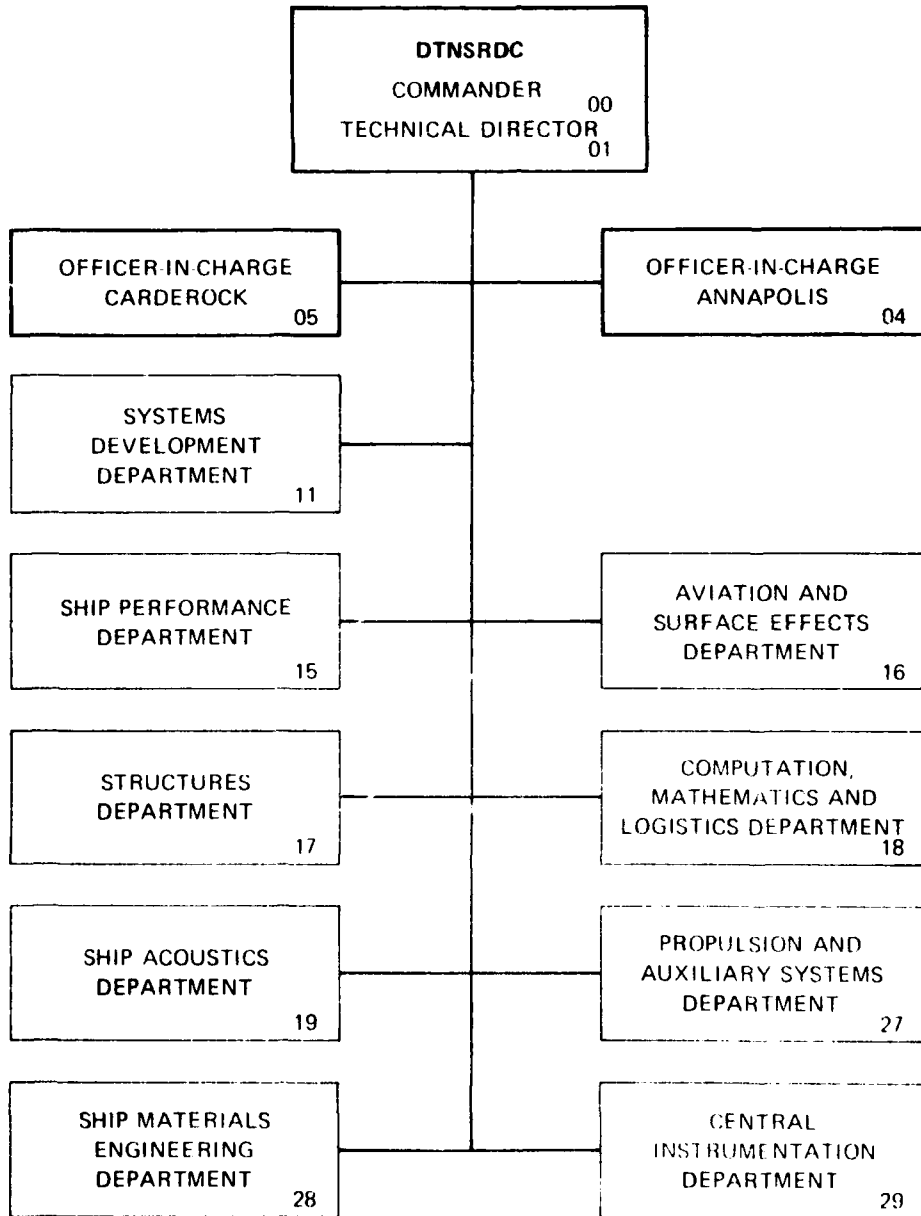 DTNSRDC
COMMANDER
00
TECHNICAL DIRECTOR
01
OFFICER-IN-CHARGE
CARDEROCK
05
OFFICER-IN-CHARGE
ANNAPOLIS
04
SYSTEMS
DEVELOPMENT
DEPARTMENT
11
SHIP PERFORMANCE
DEPARTMENT
15
AVIATION AND
SURFACE EFFECTS
DEPARTMENT
16
STRUCTURES
DEPARTMENT
17
COMPUTATION,
MATHEMATICS AND
LOGISTICS DEPARTMENT
18
SHIP ACOUSTICS
DEPARTMENT
19
PROPULSION AND
AUXILIARY SYSTEMS
DEPARTMENT
27
SHIP MATERIALS
ENGINEERING
DEPARTMENT
28
CENTRAL
INSTRUMENTATION
DEPARTMENT
29